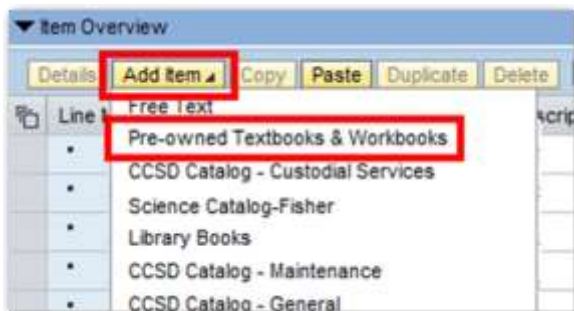 Item Overview
Details Add Item Copy Paste Duplicate Delete
Line
Free Text
Pre-owned Textbooks & Workbooks
CCSD Catalog - Custodial Services
Science Catalog-Fisher
Library Books
CCSD Catalog - Maintenance
CCSD Catalog - General